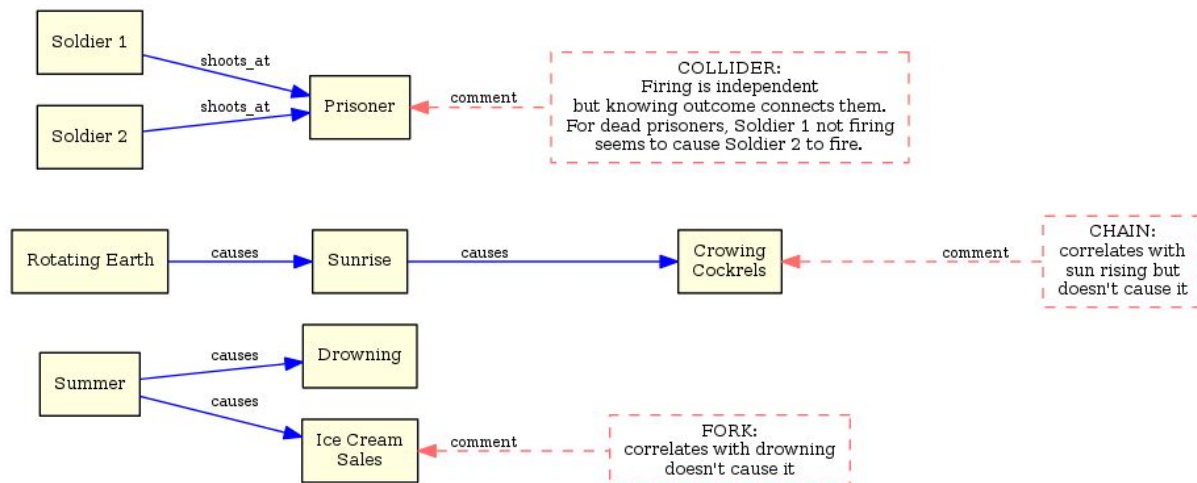 Soldier 1
shoots_at
Soldier 2
shoots_at
Prisoner
comment
COLLIDER:
Firing is independent
but knowing outcome connects them.
For dead prisoners, Soldier 1 not firing
seems to cause Soldier 2 to fire.
Rotating Earth
causes
Sunrise
causes
Crowing
Cockrels
comment
CHAIN:
correlates with
sun rising but
doesn't cause it
Summer
causes
Drowning
causes
Ice Cream
Sales
comment
FORK:
correlates with drowning
doesn't cause it